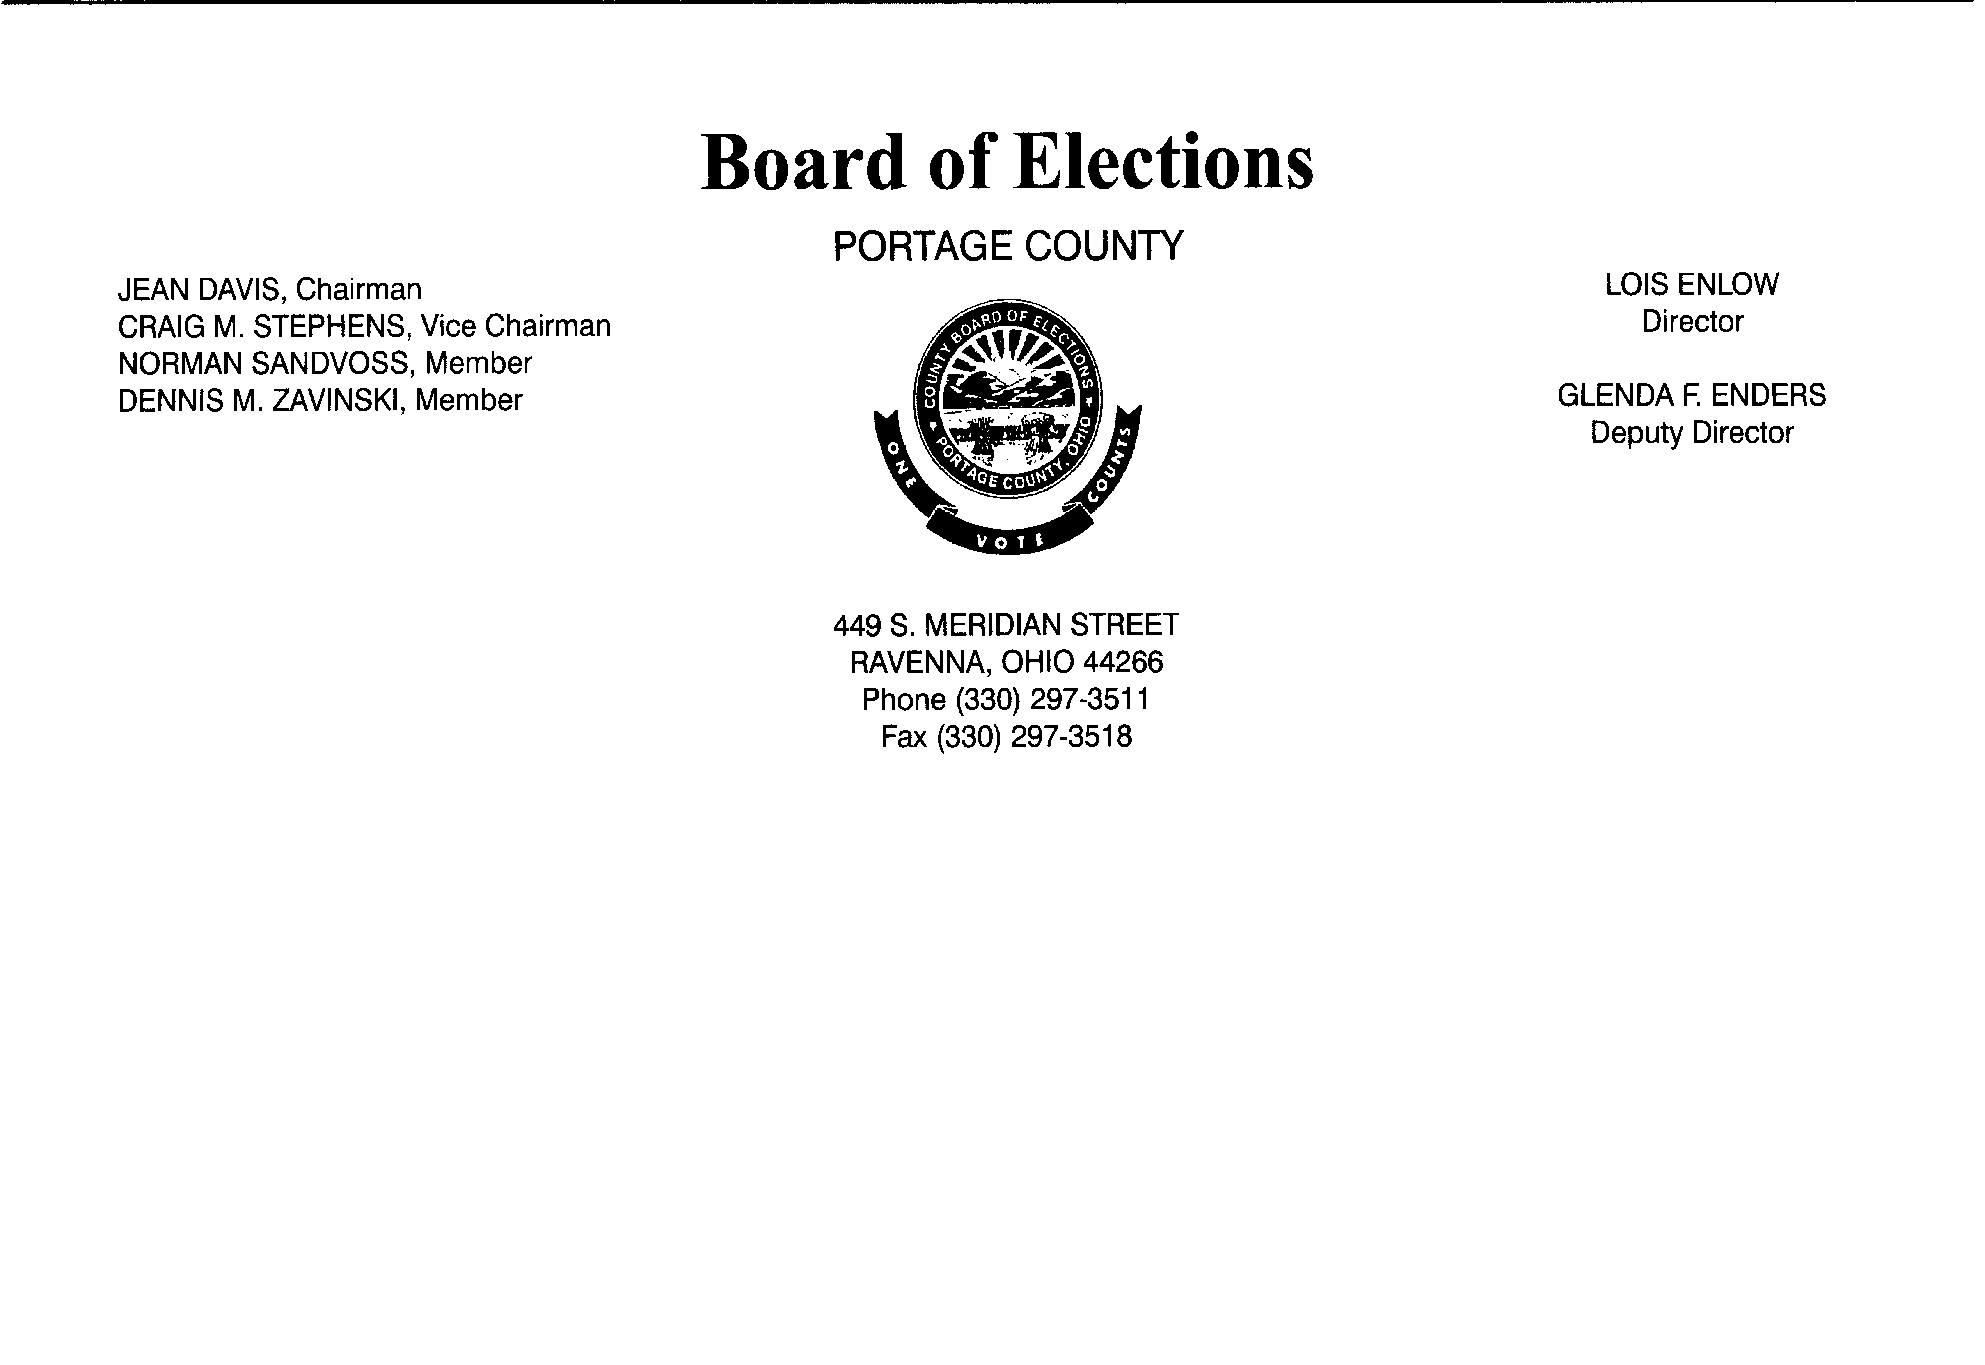 Board of Elections
PORTAGE COUNTY
JEAN DAVIS, Chairman
CRAIG M. STEPHENS, Vice Chairman
NORMAN SANDVOSS, Member
DENNIS M. ZAVINSKI, Member
LOIS ENLOW
Director
GLENDA F. ENDERS
Deputy Director
COUNTY BOARD OF ELECTIONS
PORTAGE COUNTY, OHIO
ONE VOTE COUNTS
449 S. MERIDIAN STREET
RAVENNA, OHIO 44266
Phone (330) 297-3511
Fax (330) 297-3518